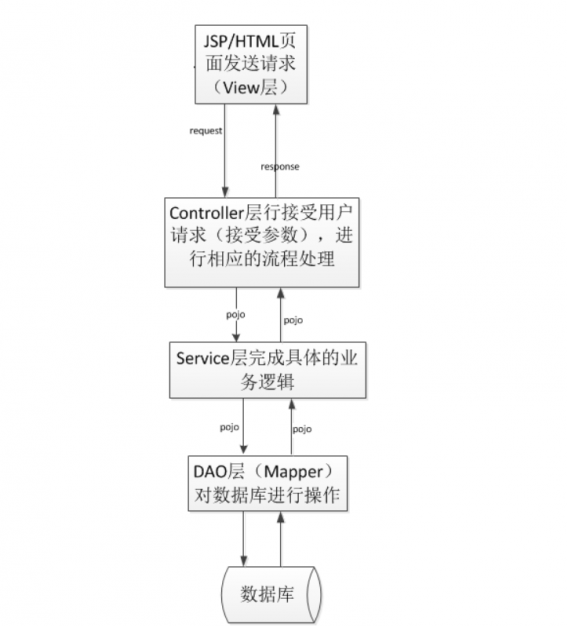 JSP/HTML页
面发送请求
（View层）
request
response
Controller层行接受用户
请求（接受参数），进
行相应的流程处理
pojo
pojo
Service层完成具体的业
务逻辑
pojo
pojo
DAO层（Mapper）
对数据库进行操作
数据库